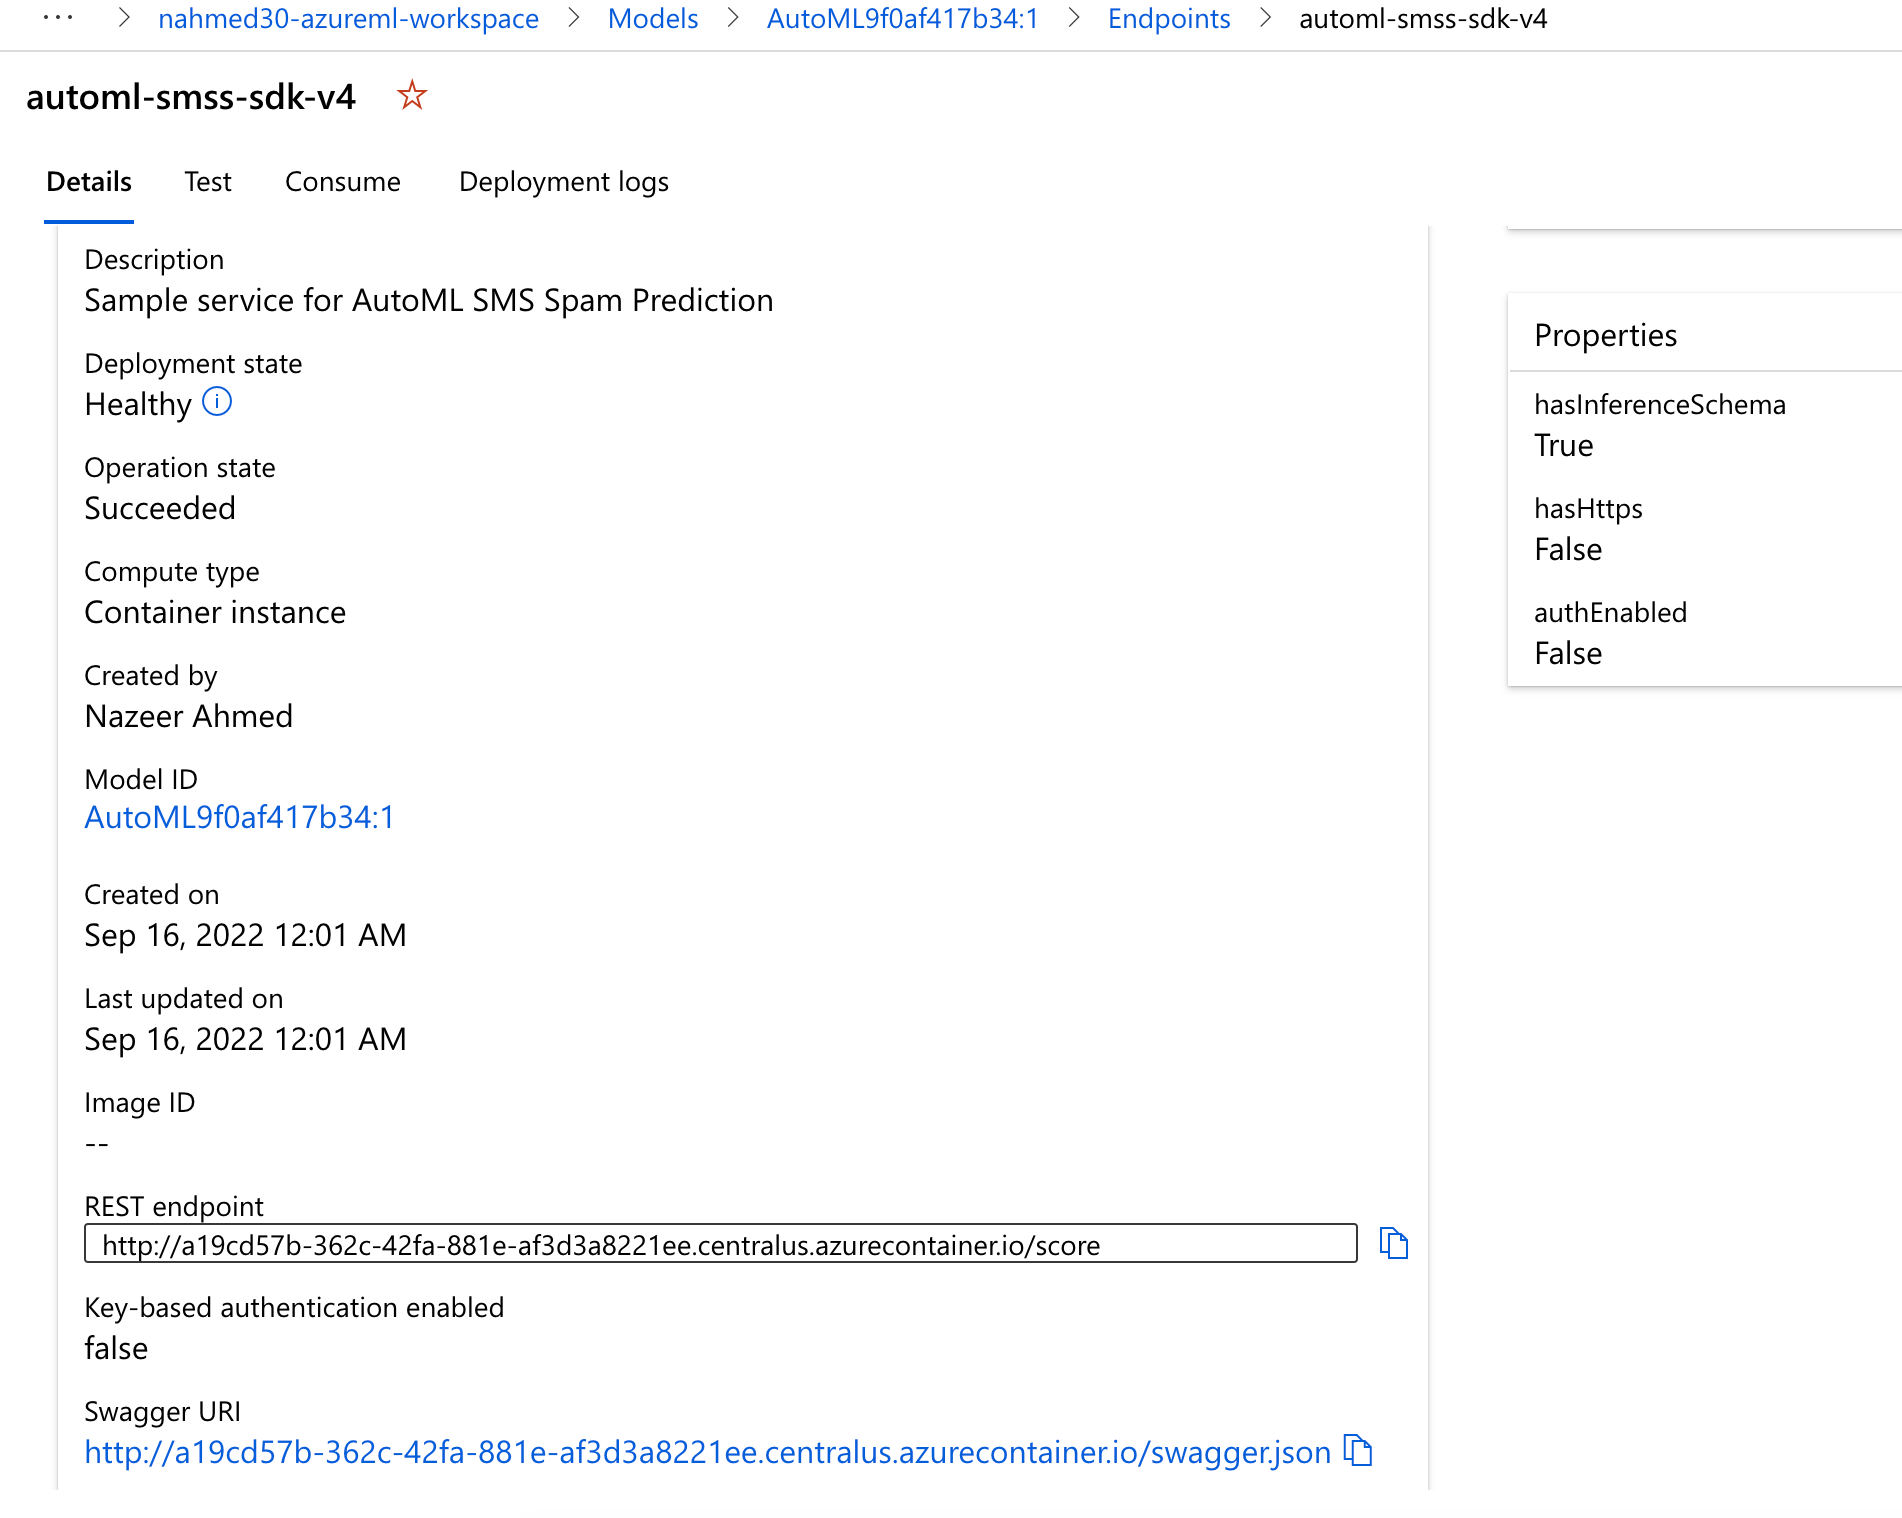 ··· > nahmed30-azureml-workspace > Models > AutoML9f0af417b34:1 > Endpoints > automl-smss-sdk-v4
automl-smss-sdk-v4
Details Test Consume Deployment logs
Description
Sample service for AutoML SMS Spam Prediction
Deployment state
Healthy
Operation state
Succeeded
Compute type
Container instance
Created by
Nazeer Ahmed
Model ID
AutoML9f0af417b34:1
Created on
Sep 16, 2022 12:01 AM
Last updated on
Sep 16, 2022 12:01 AM
Image ID
--
REST endpoint
http://a19cd57b-362c-42fa-881e-af3d3a8221ee.centralus.azurecontainer.io/score
Key-based authentication enabled
false
Swagger URI
http://a19cd57b-362c-42fa-881e-af3d3a8221ee.centralus.azurecontainer.io/swagger.json
Properties
hasInferenceSchema
True
hasHttps
False
authEnabled
False